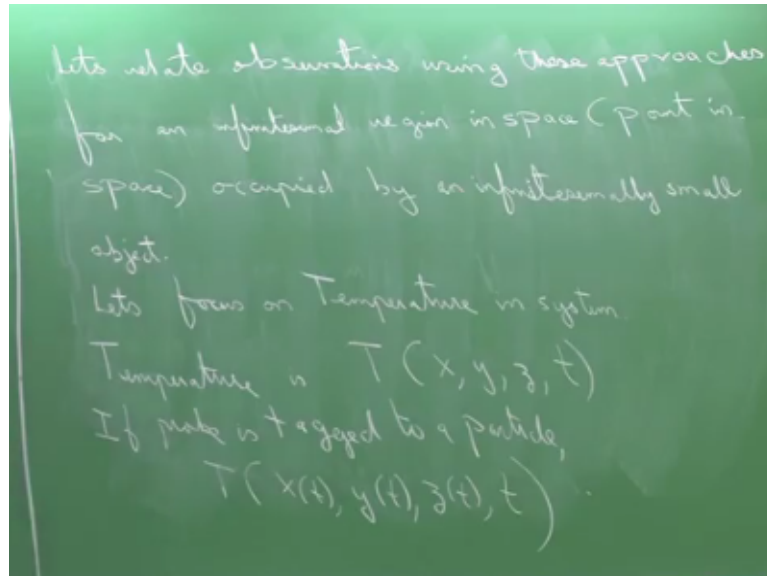 Lets relate observations using these approaches
for an infinitesimal region in space (point in
space) occupied by an infinitesimally small
object.
Lets focus on Temperature in system.
Temperature is T(x, y, z, t)
If probe is tagged to a particle,
T(x(t), y(t), z(t), t).